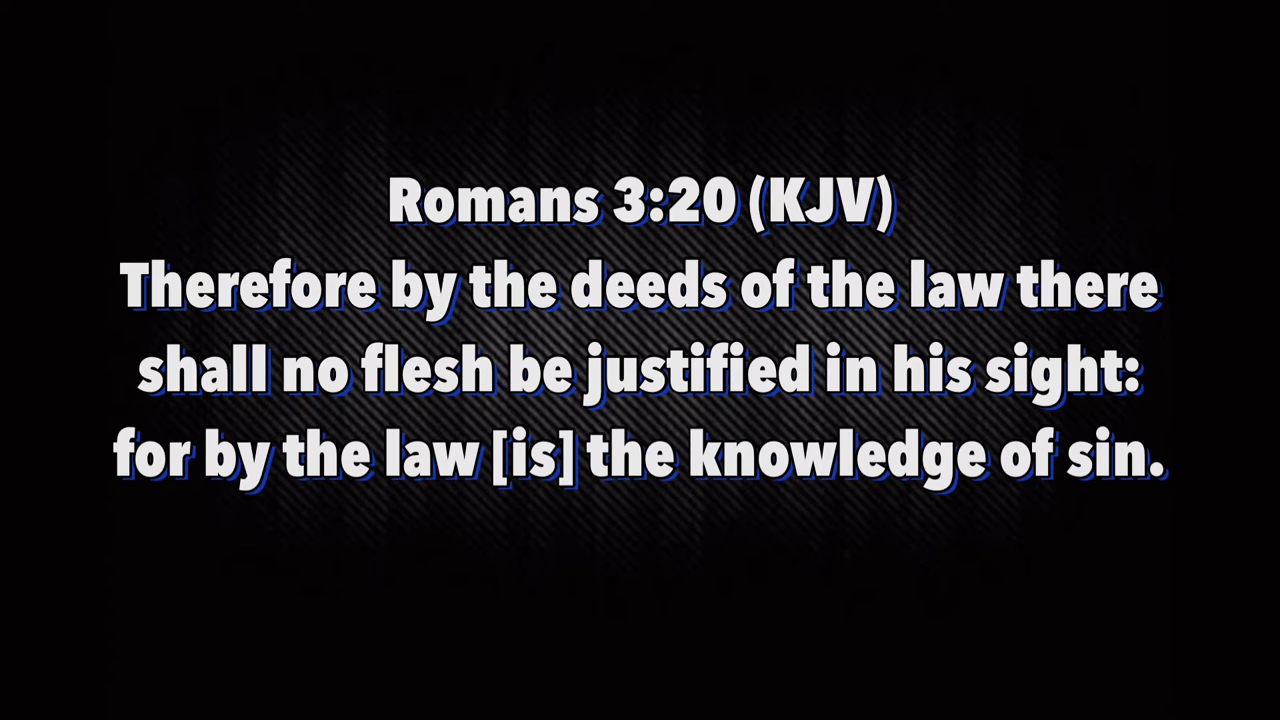 Romans 3:20 (KJV)
Therefore by the deeds of the law there
shall no flesh be justified in his sight:
for by the law [is] the knowledge of sin.